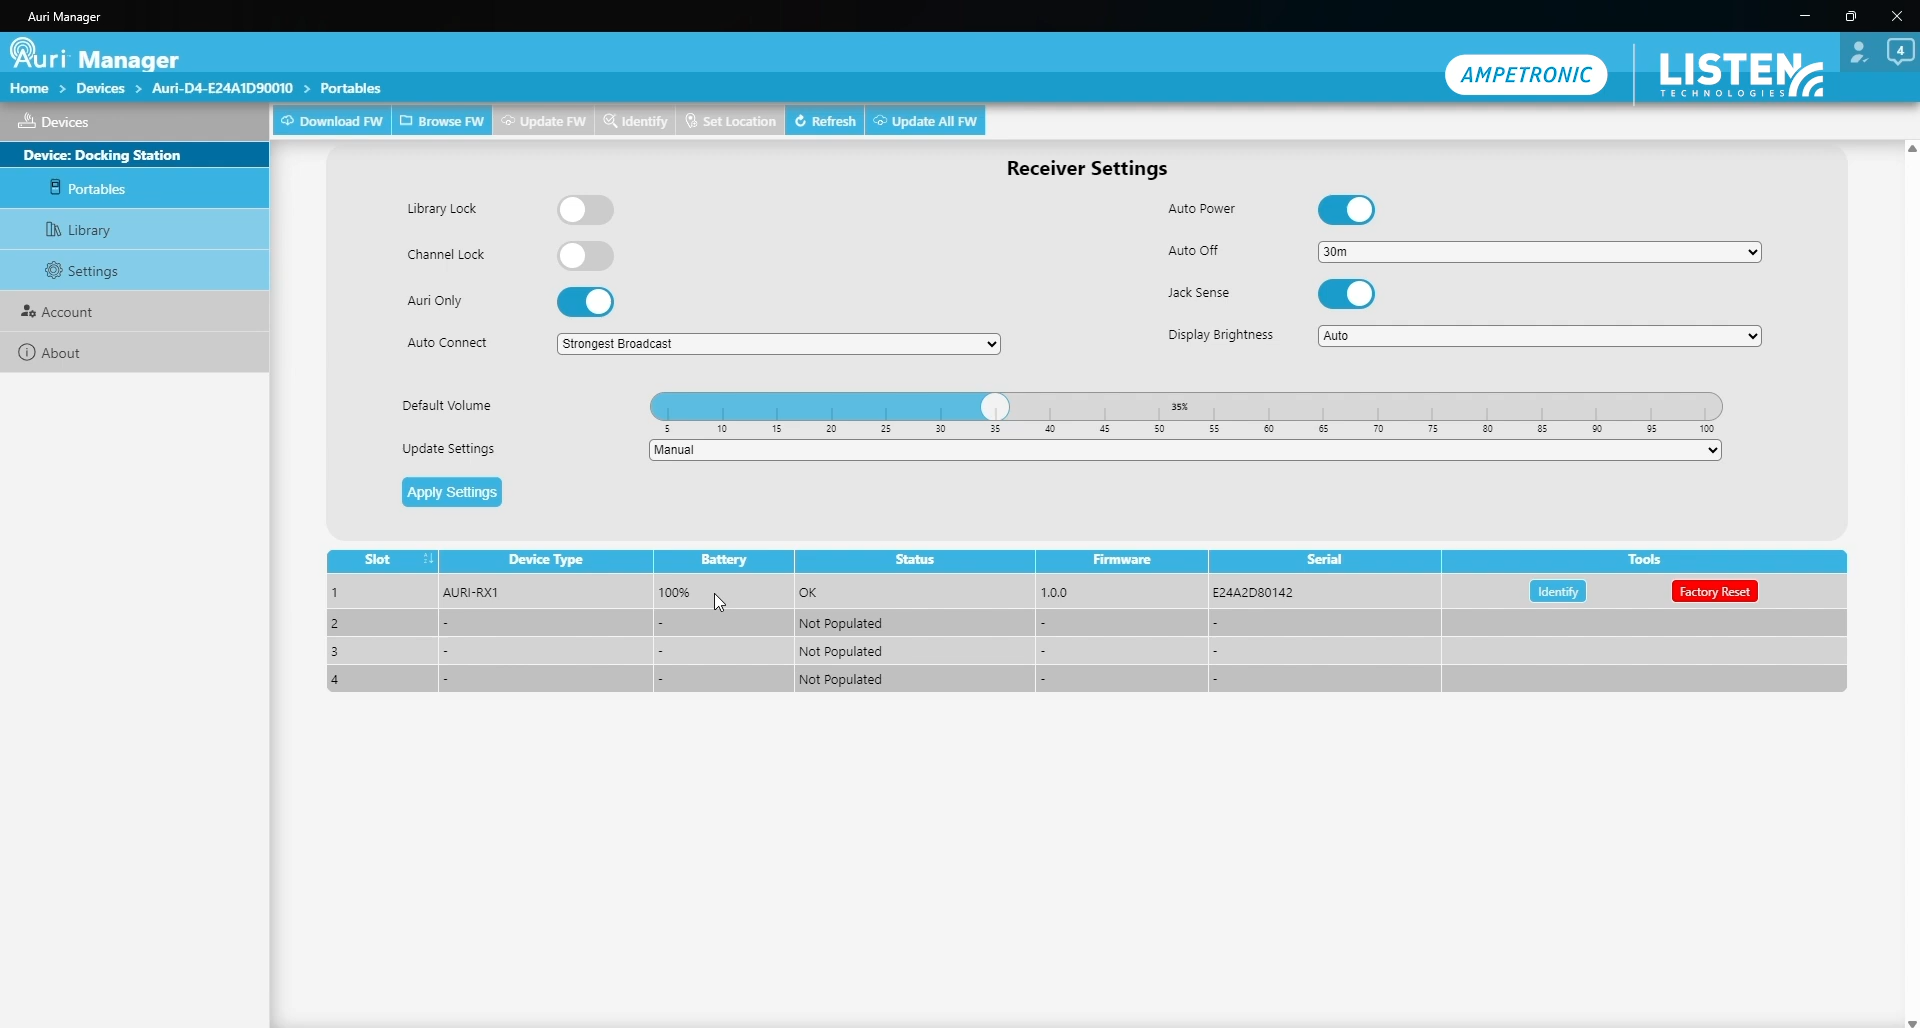 Auri Manager
Auri Manager
AMPETRONIC
LISTEN
TECHNOLOGIES
4
Home > Devices > Auri-D4-E24A1D90010 > Portables
Devices
Download FW Browse FW Update FW Identify Set Location Refresh Update All FW
Device: Docking Station
Portables
Library
Settings
Account
About
Receiver Settings
Library Lock
Auto Power
Channel Lock
Auto Off 30m
Auri Only
Jack Sense
Auto Connect Strongest Broadcast
Display Brightness Auto
Default Volume 35%
5 10 15 20 25 30 35 40 45 50 55 60 65 70 75 80 85 90 95 100
Update Settings Manual
Apply Settings
Slot Device Type Battery Status Firmware Serial Tools
1 AURI-RX1 100% OK 1.0.0 E24A2D80142 Identify Factory Reset
2 - - Not Populated - -
3 - - Not Populated - -
4 - - Not Populated - -